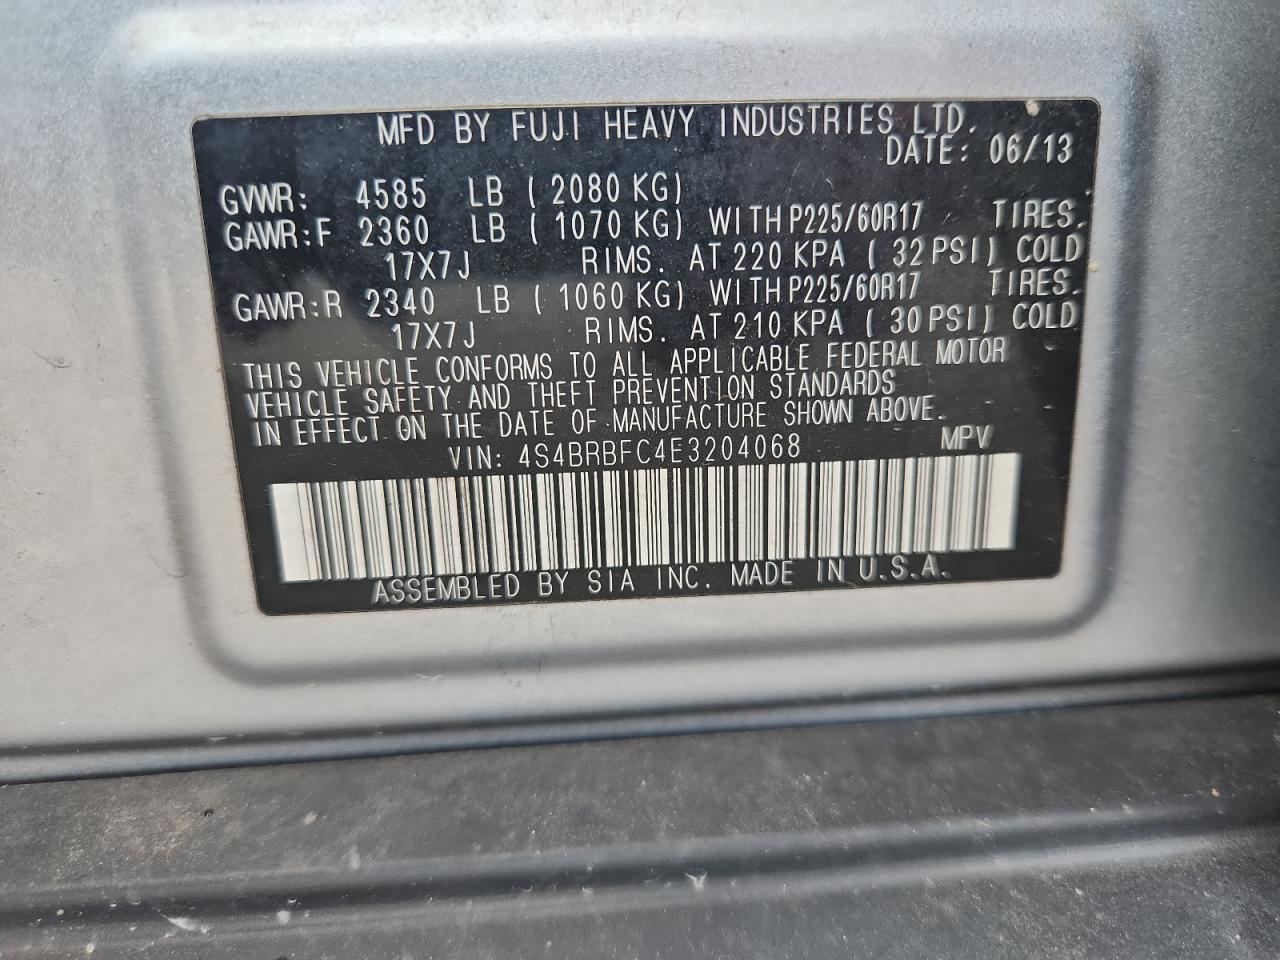 MFD BY FUJI HEAVY INDUSTRIES LTD.
DATE: 06/13
GVWR: 4585 LB ( 2080 KG)
GAWR:F 2360 LB ( 1070 KG) WITH P225/60R17 TIRES.
17X7J RIMS. AT 220 KPA ( 32 PSI) COLD
GAWR:R 2340 LB ( 1060 KG) WITH P225/60R17 TIRES.
17X7J RIMS. AT 210 KPA ( 30 PSI) COLD
THIS VEHICLE CONFORMS TO ALL APPLICABLE FEDERAL MOTOR
VEHICLE SAFETY AND THEFT PREVENTION STANDARDS
IN EFFECT ON THE DATE OF MANUFACTURE SHOWN ABOVE.
VIN: 4S4BRBFC4E3204068 MPV
ASSEMBLED BY SIA INC. MADE IN U.S.A.